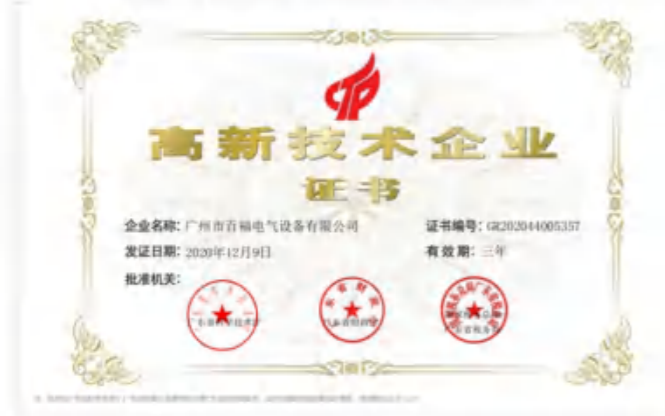 高新技术企业
证书
企业名称：广州市百福电气设备有限公司 证书编号：GR202044005357
发证日期：2020年12月9日 有效期：三年
批准机关：